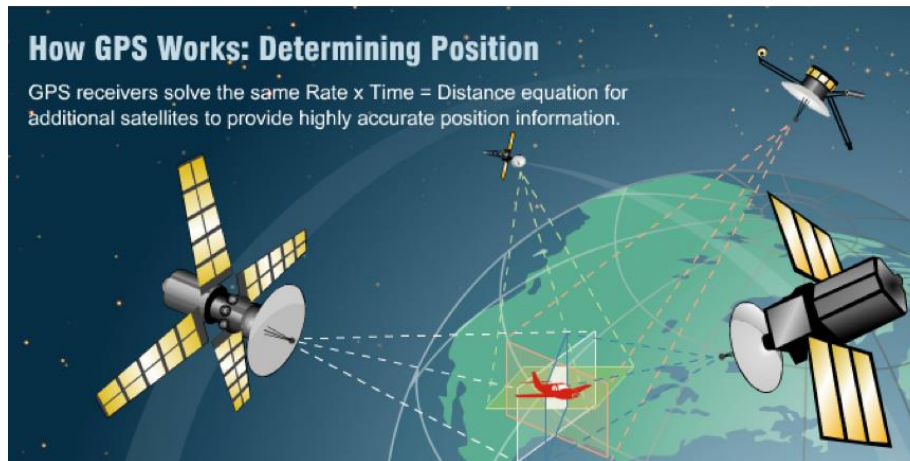 How GPS Works: Determining Position
GPS receivers solve the same Rate x Time = Distance equation for
additional satellites to provide highly accurate position information.